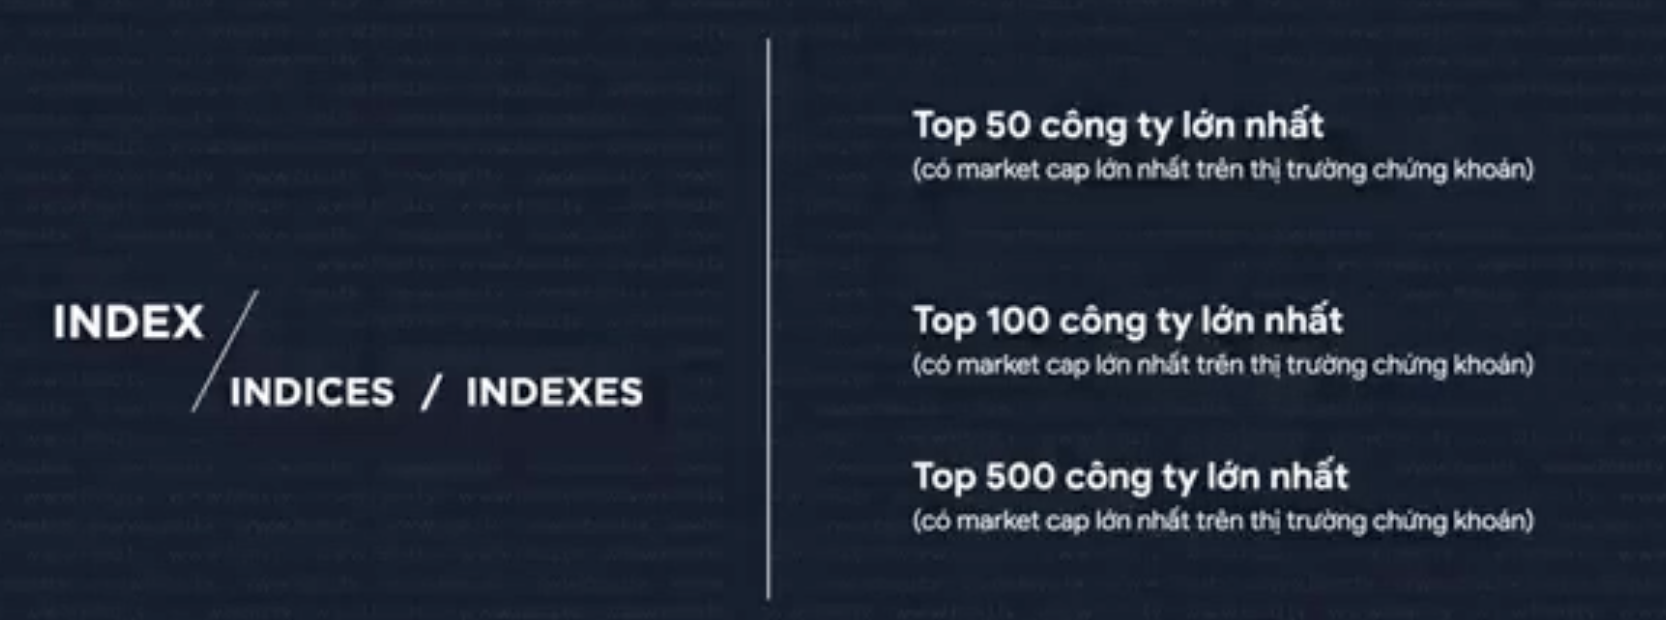 INDEX
INDICES / INDEXES
Top 50 công ty lớn nhất
(có market cap lớn nhất trên thị trường chứng khoán)
Top 100 công ty lớn nhất
(có market cap lớn nhất trên thị trường chứng khoán)
Top 500 công ty lớn nhất
(có market cap lớn nhất trên thị trường chứng khoán)